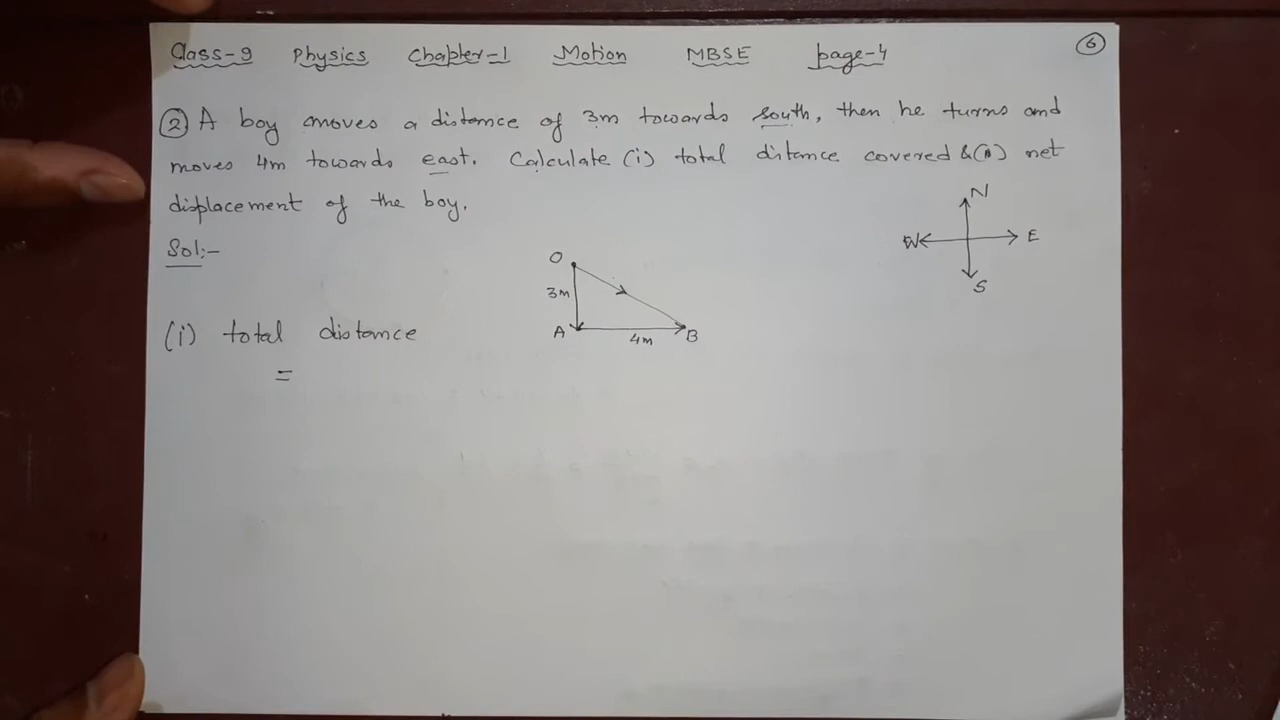 Class-9 Physics Chapter-1 Motion MBSE page-4
6
2 A boy moves a distance of 3m towards south, then he turns and
moves 4m towards east. Calculate (i) total distance covered & (ii) net
displacement of the boy.
N
W E
S
Sol:-
O
3m
A 4m B
(i) total distance
=